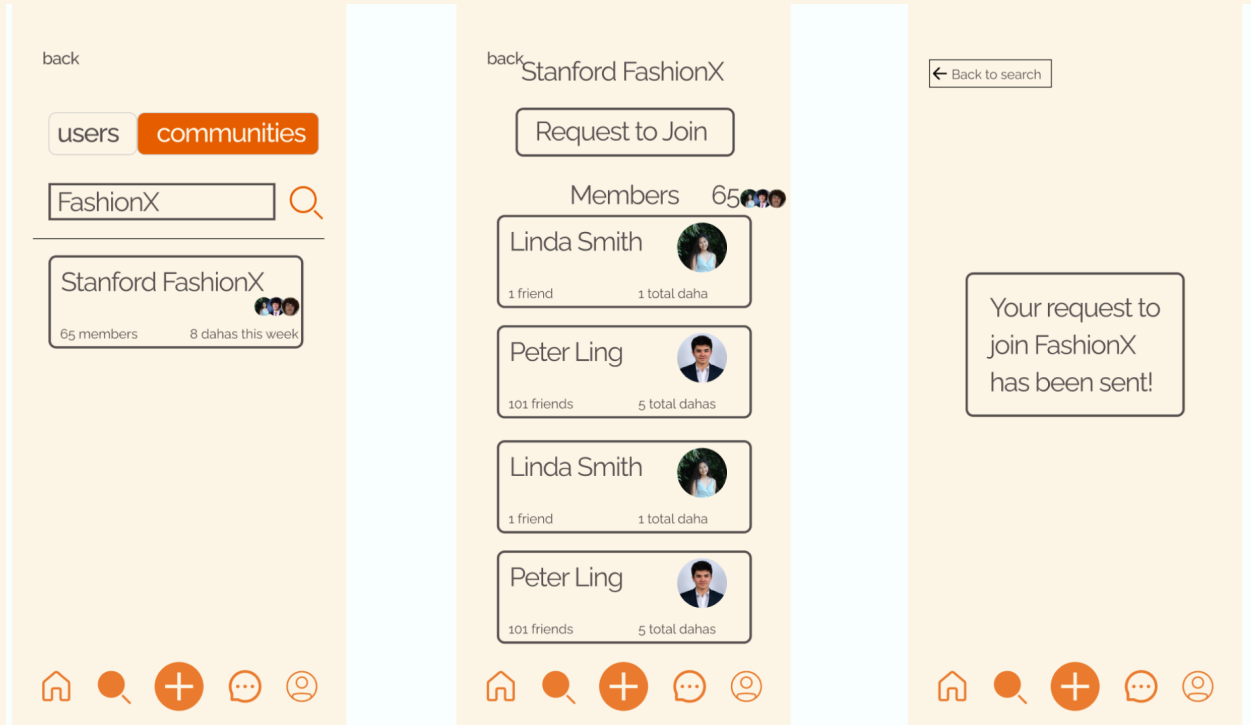 back
users communities
FashionX
Stanford FashionX
65 members 8 dahas this week
back
Stanford FashionX
Request to Join
Members 65
Linda Smith
1 friend 1 total daha
Peter Ling
101 friends 5 total dahas
Linda Smith
1 friend 1 total daha
Peter Ling
101 friends 5 total dahas
Back to search
Your request to
join FashionX
has been sent!